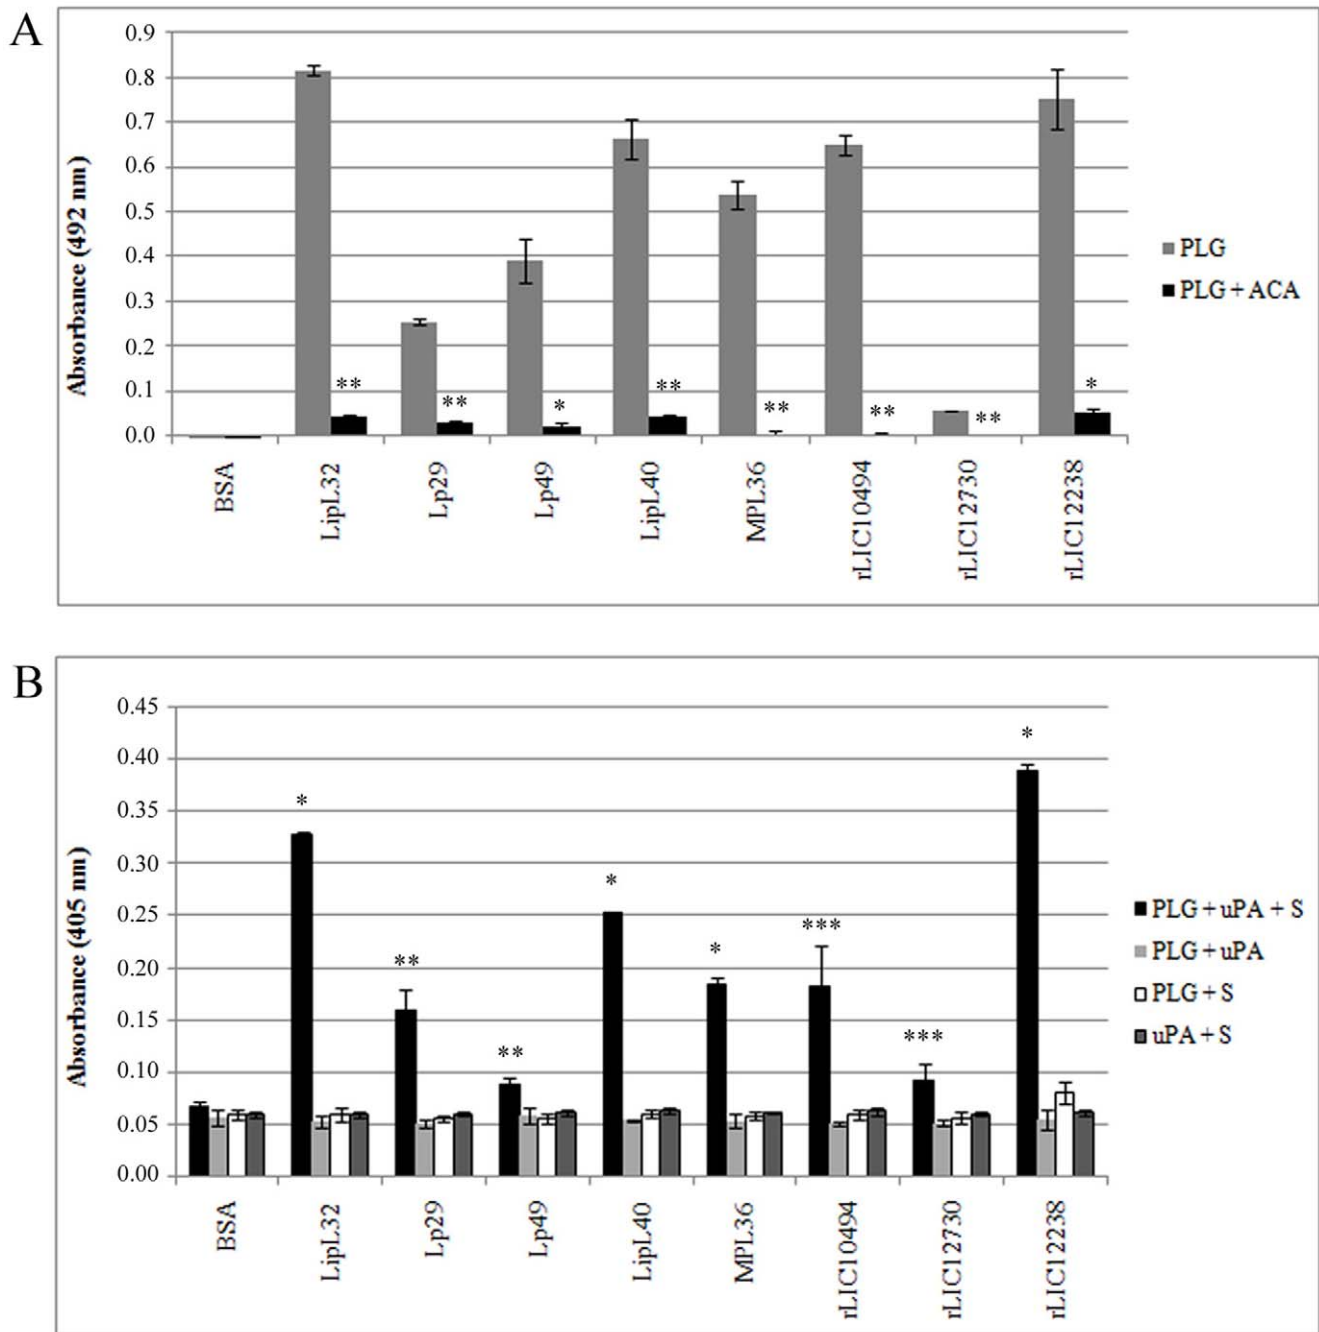 A
Absorbance (492 nm)
0.9
0.8
0.7
0.6
0.5
0.4
0.3
0.2
0.1
0.0
**
**
*
**
**
**
**
*
BSA
LipL32
Lp29
Lp49
LipL40
MPL36
rLIC10494
rLIC12730
rLIC12238
PLG
PLG + ACA
B
Absorbance (405 nm)
0.45
0.40
0.35
0.30
0.25
0.20
0.15
0.10
0.05
0.00
*
**
**
*
*
***
***
*
BSA
LipL32
Lp29
Lp49
LipL40
MPL36
rLIC10494
rLIC12730
rLIC12238
PLG + uPA + S
PLG + uPA
PLG + S
uPA + S